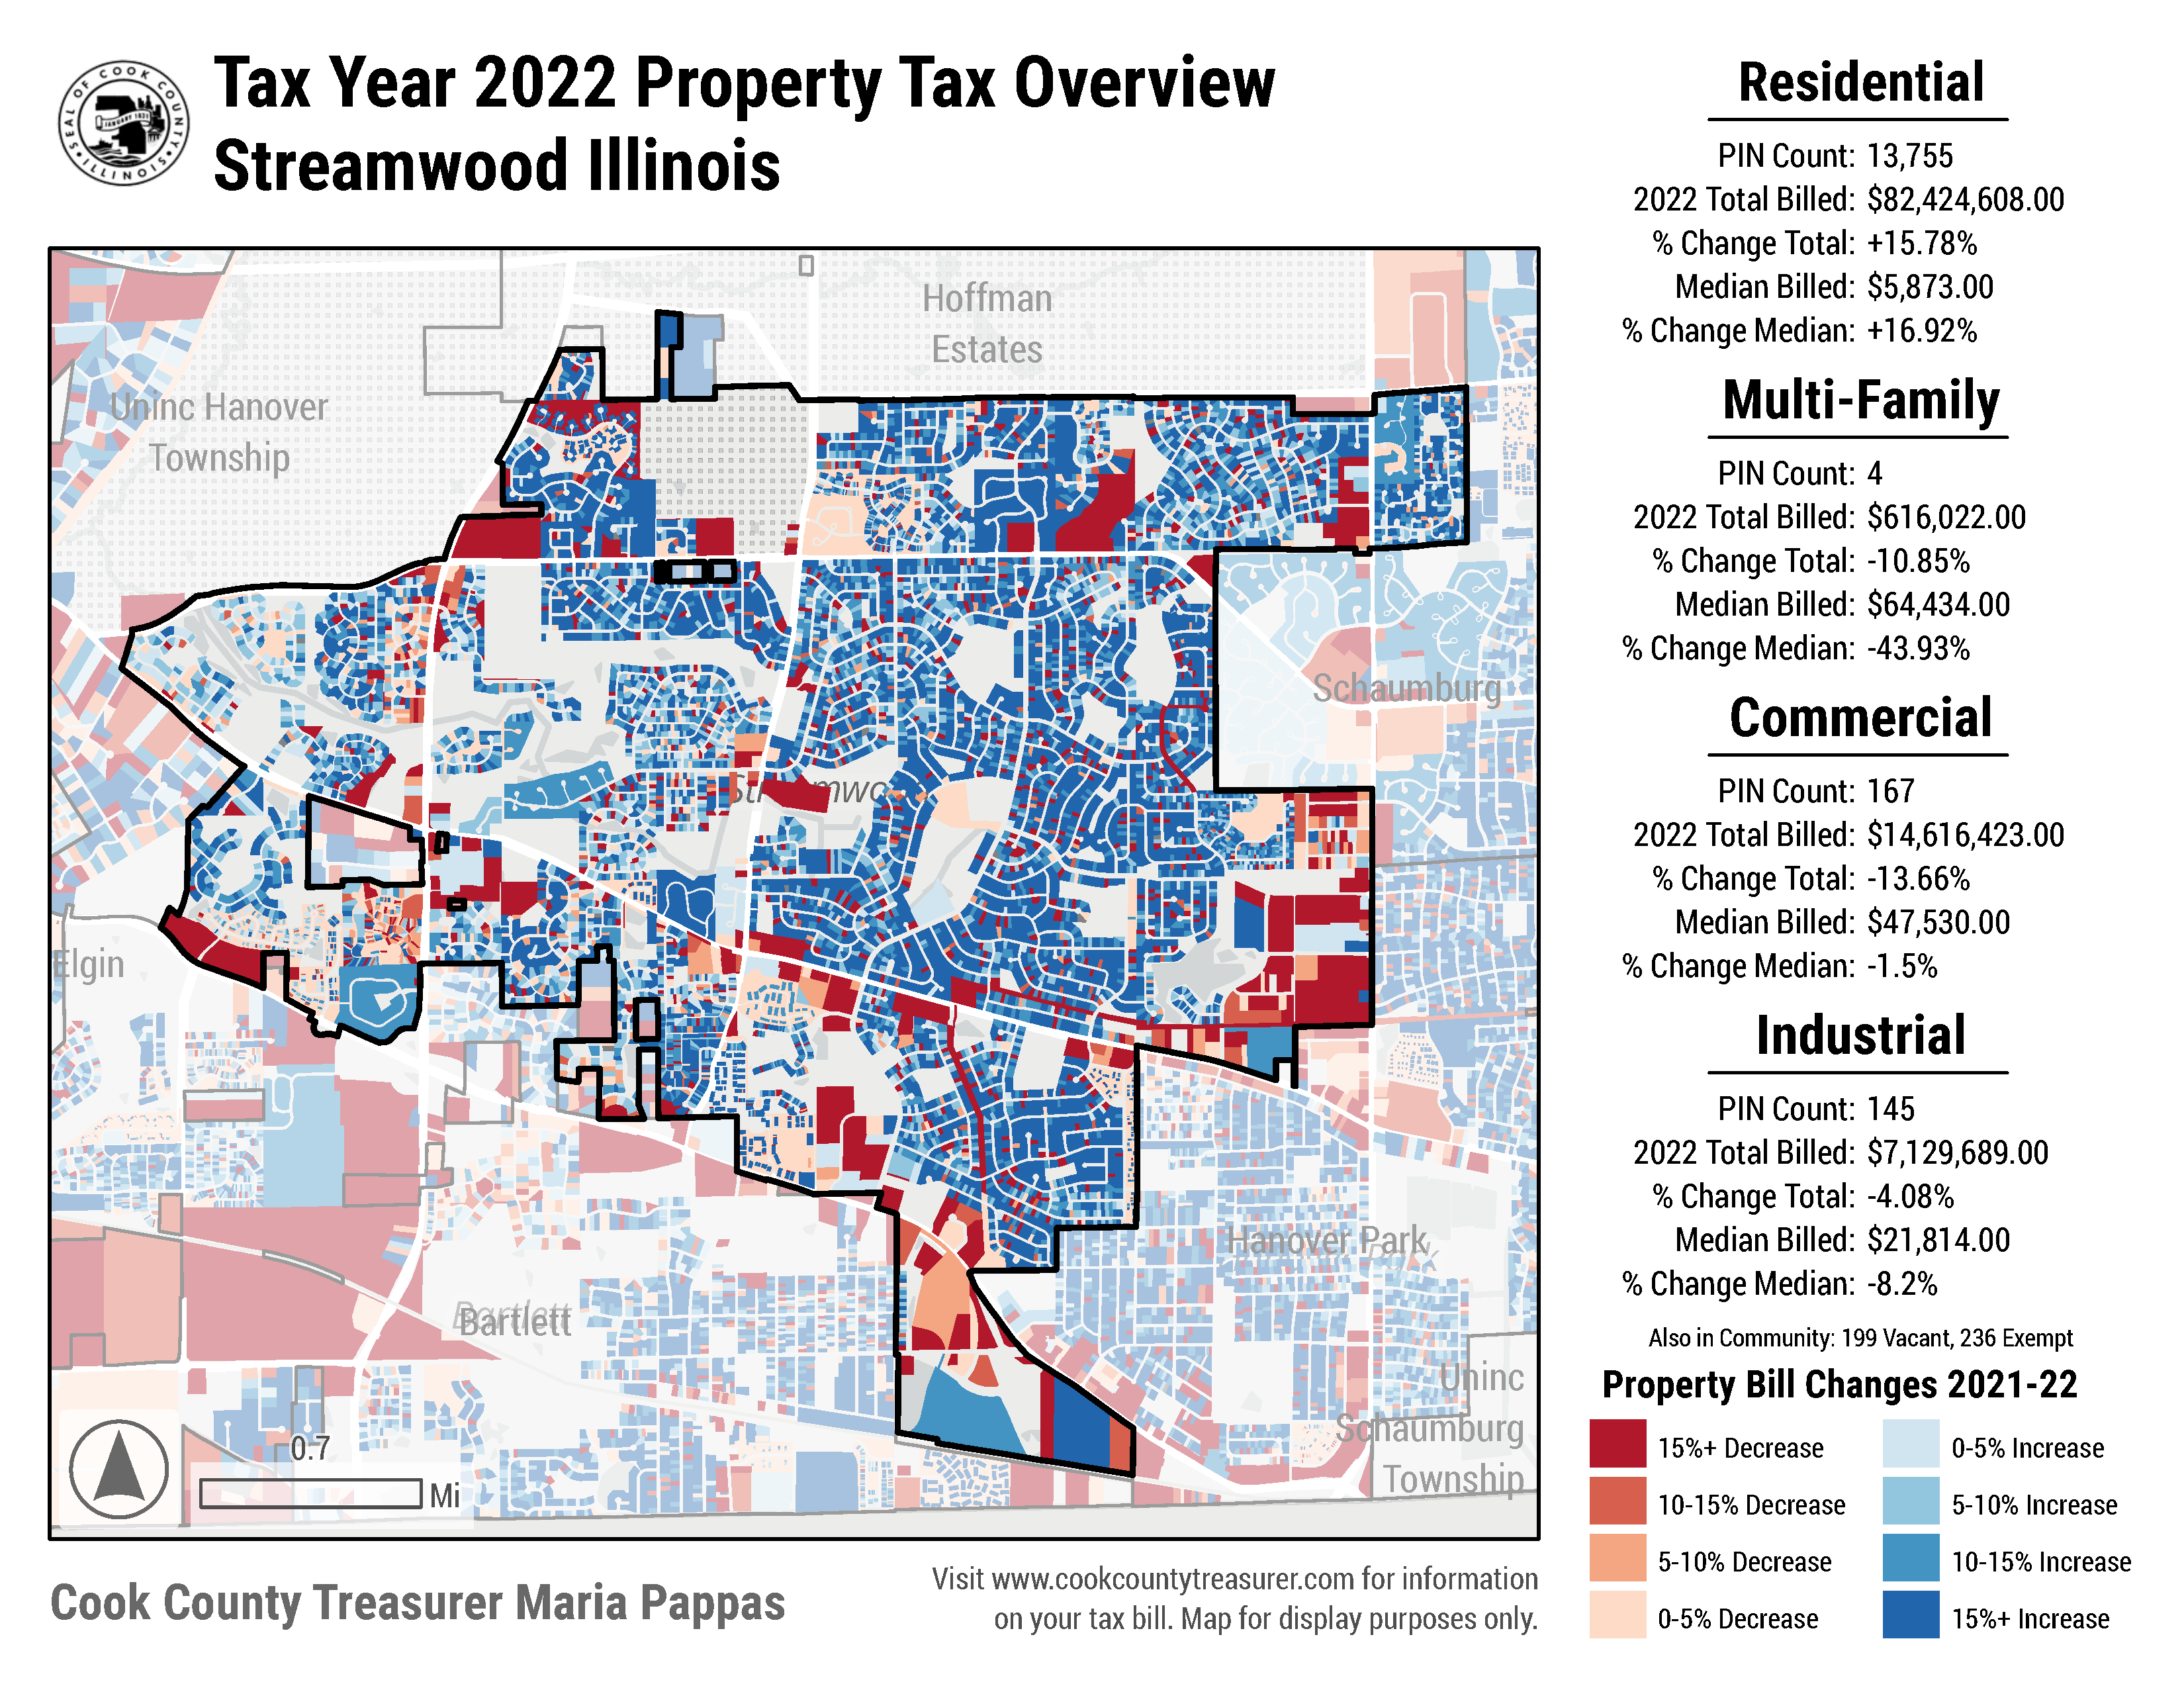 Tax Year 2022 Property Tax Overview
Streamwood Illinois
SEAL OF COOK COUNTY
ILLINOIS
JANUARY 1831
Residential
PIN Count: 13,755
2022 Total Billed: $82,424,608.00
% Change Total: +15.78%
Median Billed: $5,873.00
% Change Median: +16.92%
Multi-Family
PIN Count: 4
2022 Total Billed: $616,022.00
% Change Total: -10.85%
Median Billed: $64,434.00
% Change Median: -43.93%
Commercial
PIN Count: 167
2022 Total Billed: $14,616,423.00
% Change Total: -13.66%
Median Billed: $47,530.00
% Change Median: -1.5%
Industrial
PIN Count: 145
2022 Total Billed: $7,129,689.00
% Change Total: -4.08%
Median Billed: $21,814.00
% Change Median: -8.2%
Also in Community: 199 Vacant, 236 Exempt
Property Bill Changes 2021-22
15%+ Decrease
10-15% Decrease
5-10% Decrease
0-5% Decrease
0-5% Increase
5-10% Increase
10-15% Increase
15%+ Increase
Hoffman
Estates
Uninc Hanover
Township
Schaumburg
Elgin
Hanover Park
Bartlett
Bartlett
Uninc
Schaumburg
Township
0.7
Mi
Cook County Treasurer Maria Pappas
Visit www.cookcountytreasurer.com for information
on your tax bill. Map for display purposes only.